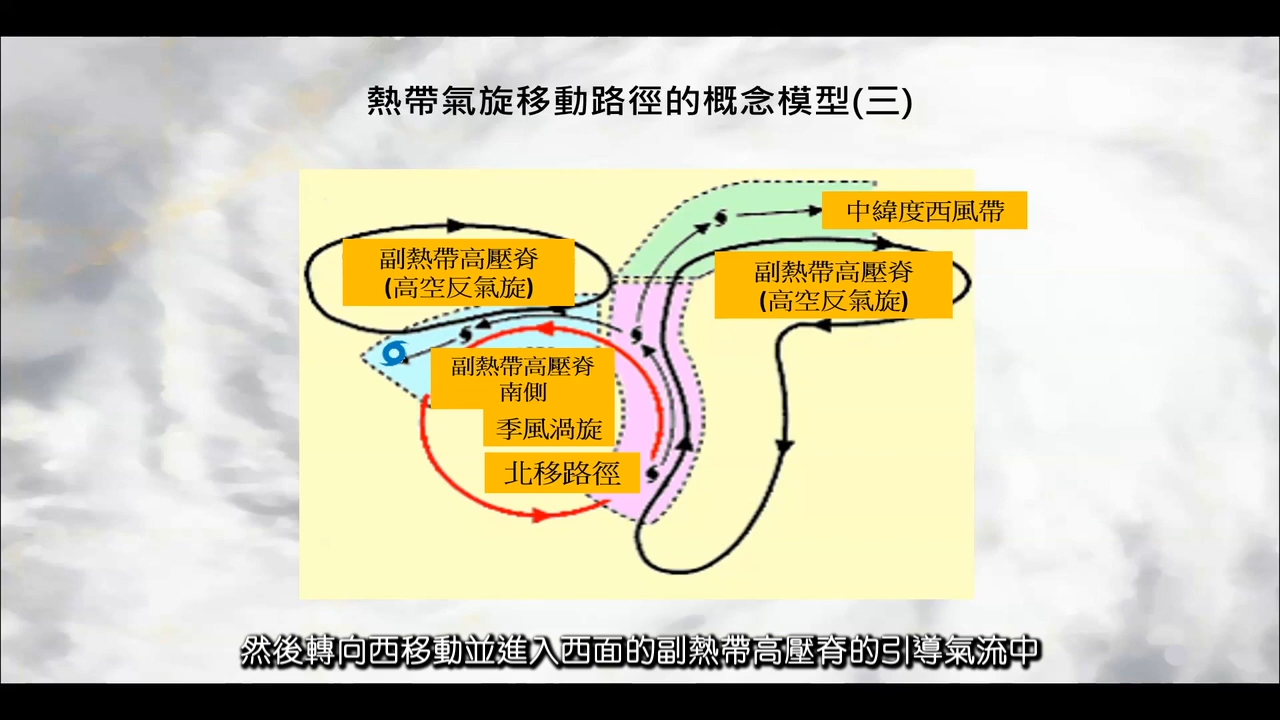 熱帶氣旋移動路徑的概念模型(三)
中緯度西風帶
副熱帶高壓脊
(高空反氣旋)
副熱帶高壓脊
(高空反氣旋)
副熱帶高壓脊
南側
季風渦旋
北移路徑
然後轉向西移動並進入西面的副熱帶高壓脊的引導氣流中